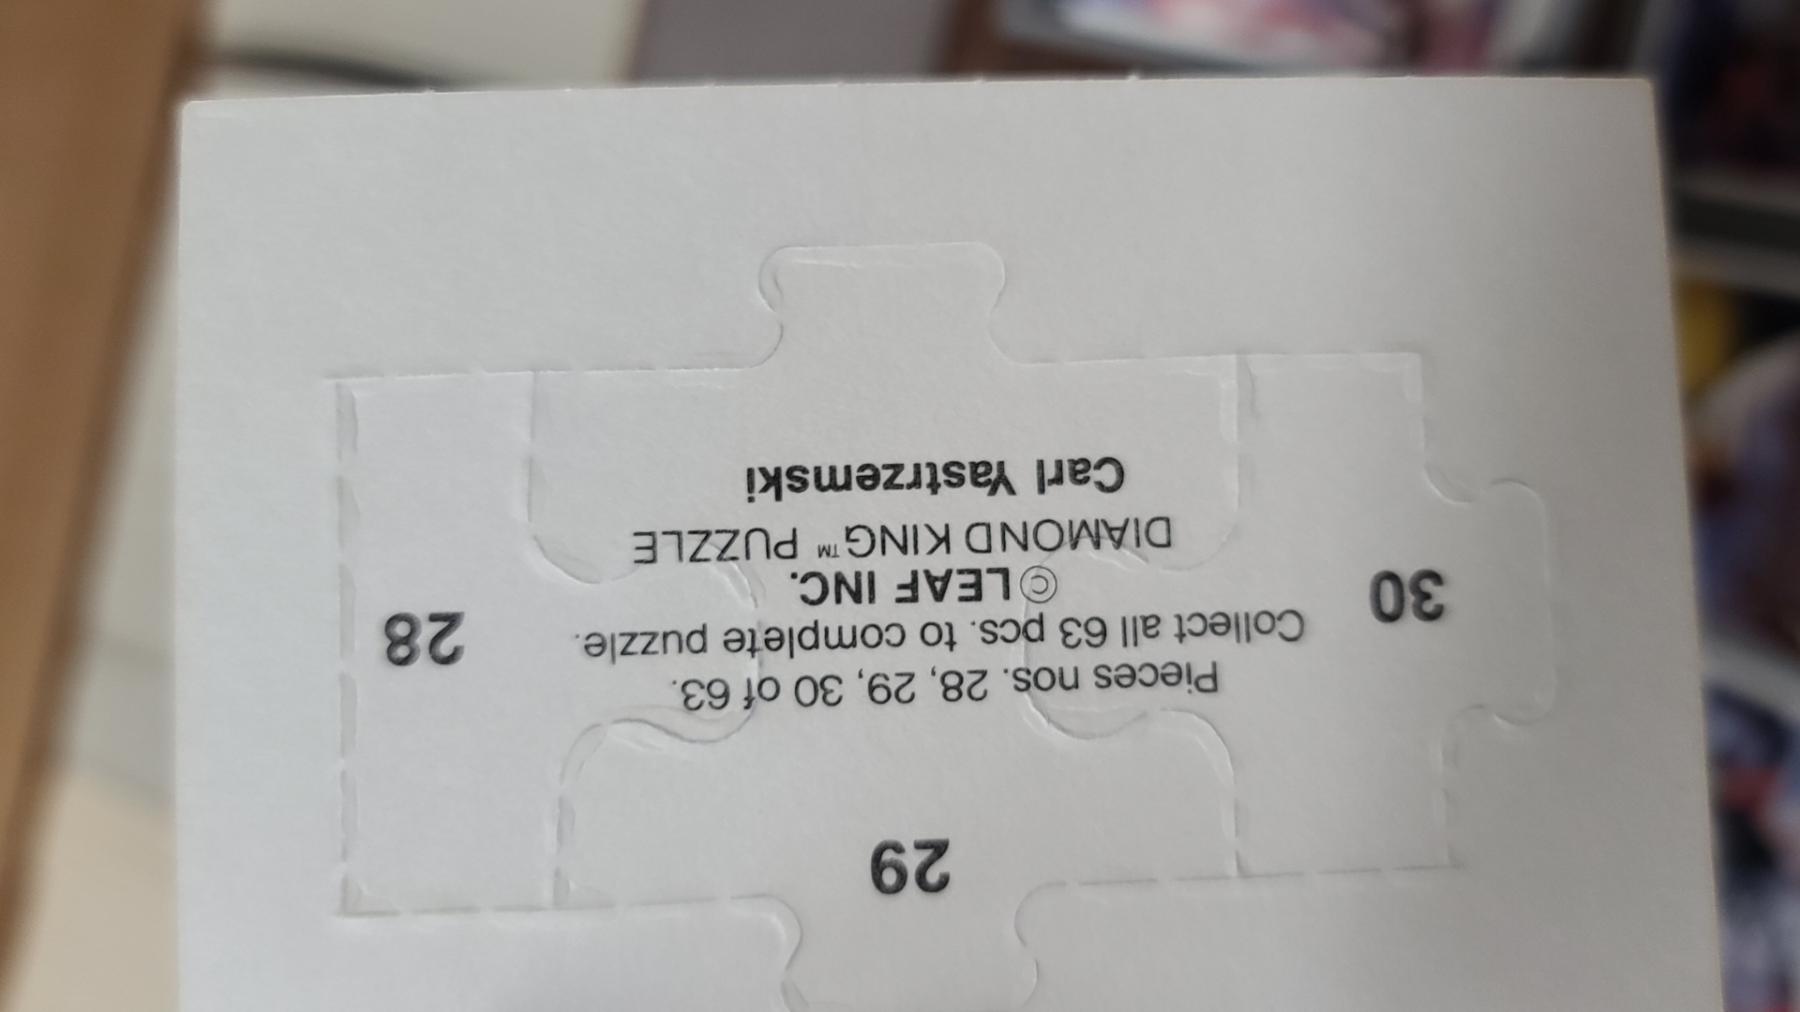 29
Pieces nos. 28, 29, 30 of 63.
Collect all 63 pcs. to complete puzzle.
30
28
© LEAF INC.
DIAMOND KING™ PUZZLE
Carl Yastrzemski